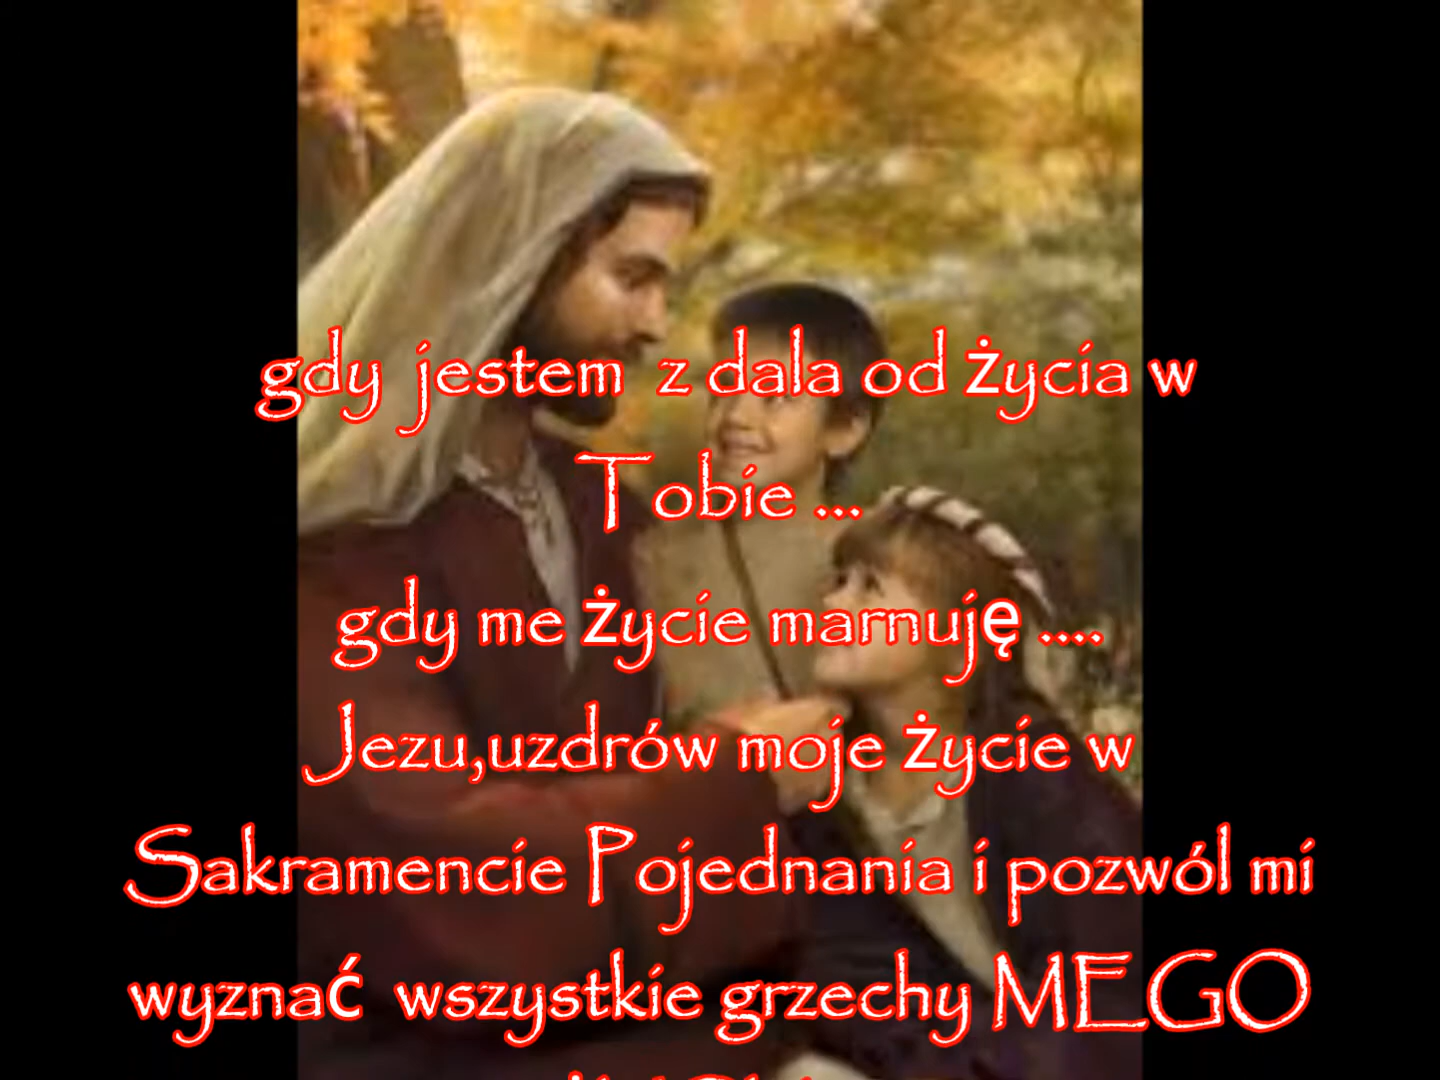 gdy jestem z dala od życia w
Tobie ...
gdy me życie marnuję ....
Jezu,uzdrów moje życie w
Sakramencie Pojednania i pozwól mi
wyznać wszystkie grzechy MEGO